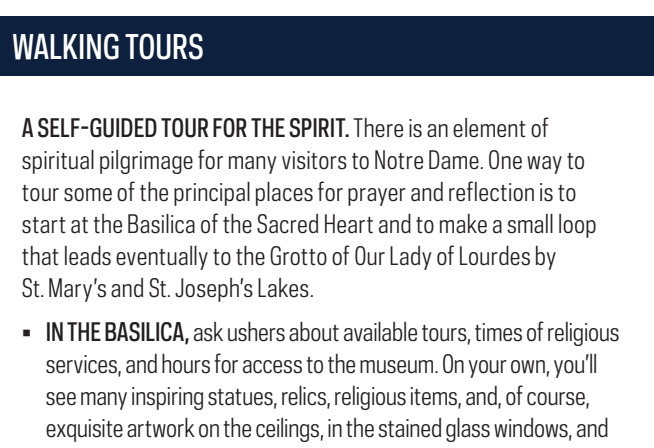 WALKING TOURS
A SELF-GUIDED TOUR FOR THE SPIRIT. There is an element of
spiritual pilgrimage for many visitors to Notre Dame. One way to
tour some of the principal places for prayer and reflection is to
start at the Basilica of the Sacred Heart and to make a small loop
that leads eventually to the Grotto of Our Lady of Lourdes by
St. Mary's and St. Joseph's Lakes.
▪ IN THE BASILICA, ask ushers about available tours, times of religious
services, and hours for access to the museum. On your own, you'll
see many inspiring statues, relics, religious items, and, of course,
exquisite artwork on the ceilings, in the stained glass windows, and